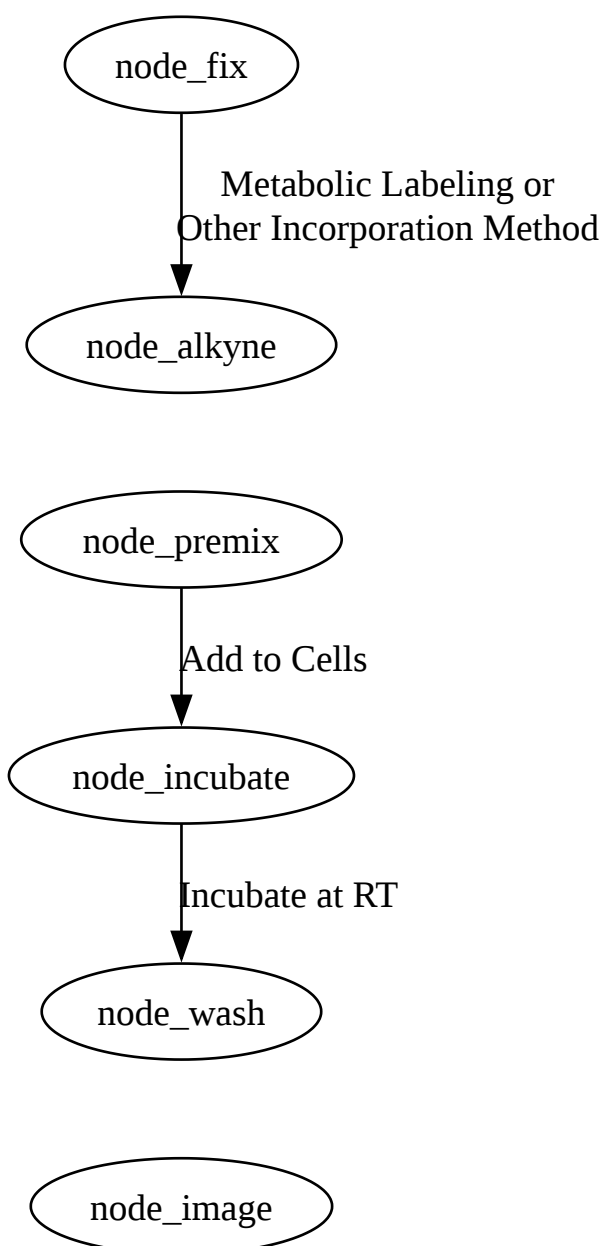 node_fix
Metabolic Labeling or
Other Incorporation Method
node_alkyne
node_premix
Add to Cells
node_incubate
Incubate at RT
node_wash
node_image